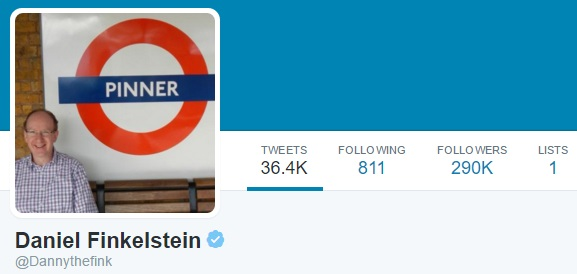 PINNER
TWEETS FOLLOWING FOLLOWERS LISTS
36.4K 811 290K 1
Daniel Finkelstein
@Dannythefink